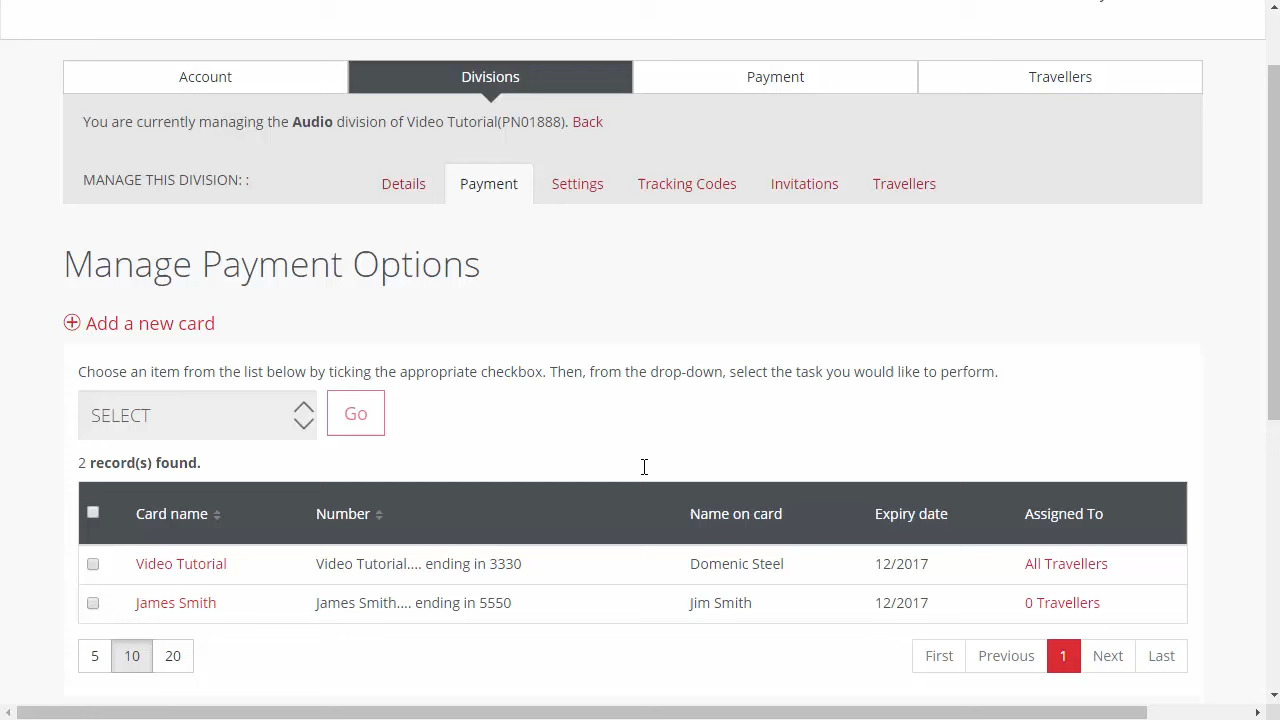 Account
Divisions
Payment
Travellers
You are currently managing the Audio division of Video Tutorial(PN01888). Back
MANAGE THIS DIVISION: :
Details
Payment
Settings
Tracking Codes
Invitations
Travellers
Manage Payment Options
Add a new card
Choose an item from the list below by ticking the appropriate checkbox. Then, from the drop-down, select the task you would like to perform.
SELECT
Go
2 record(s) found.
Card name
Number
Name on card
Expiry date
Assigned To
Video Tutorial
Video Tutorial.... ending in 3330
Domenic Steel
12/2017
All Travellers
James Smith
James Smith.... ending in 5550
Jim Smith
12/2017
0 Travellers
5
10
20
First
Previous
1
Next
Last